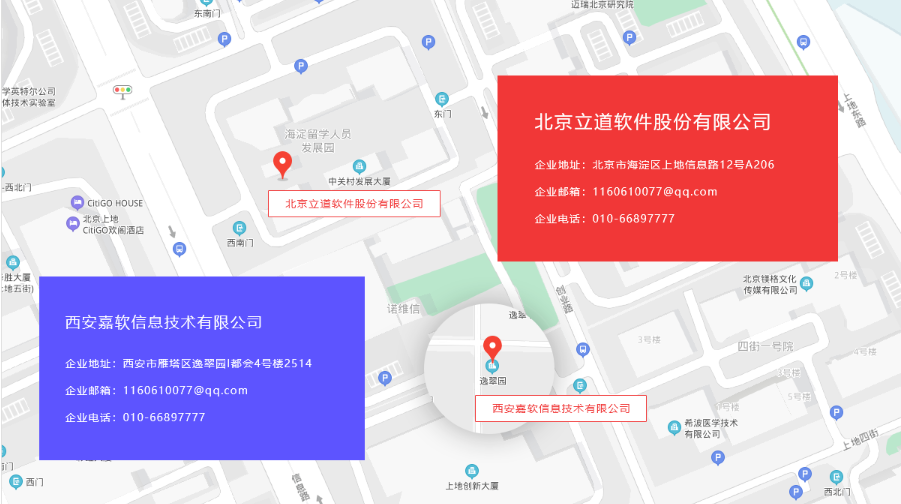 东南门
迈瑞北京研究院
学英特尔公司
体技术实验室
东门
上地东路
海淀留学人员
发展园
中关村发展大厦
北京立道软件股份有限公司
北京立道软件股份有限公司
企业地址：北京市海淀区上地信息路12号A206
企业邮箱：1160610077@qq.com
企业电话：010-66897777
西北门
CitiGO HOUSE
北京上地
CitiGO欢阁酒店
西南门
胜大厦
地五街)
西安嘉软信息技术有限公司
企业地址：西安市雁塔区逸翠园I都会4号楼2514
企业邮箱：1160610077@qq.com
企业电话：010-66897777
诺维信
创业路
逸翠园
西安嘉软信息技术有限公司
北京镁格文化
传媒有限公司
2号楼
3号楼
四街一号院
4号楼
1号楼
5号楼
号楼
希波医学技术
有限公司
上地四街
西门
信息路
上地创新大厦
西北门